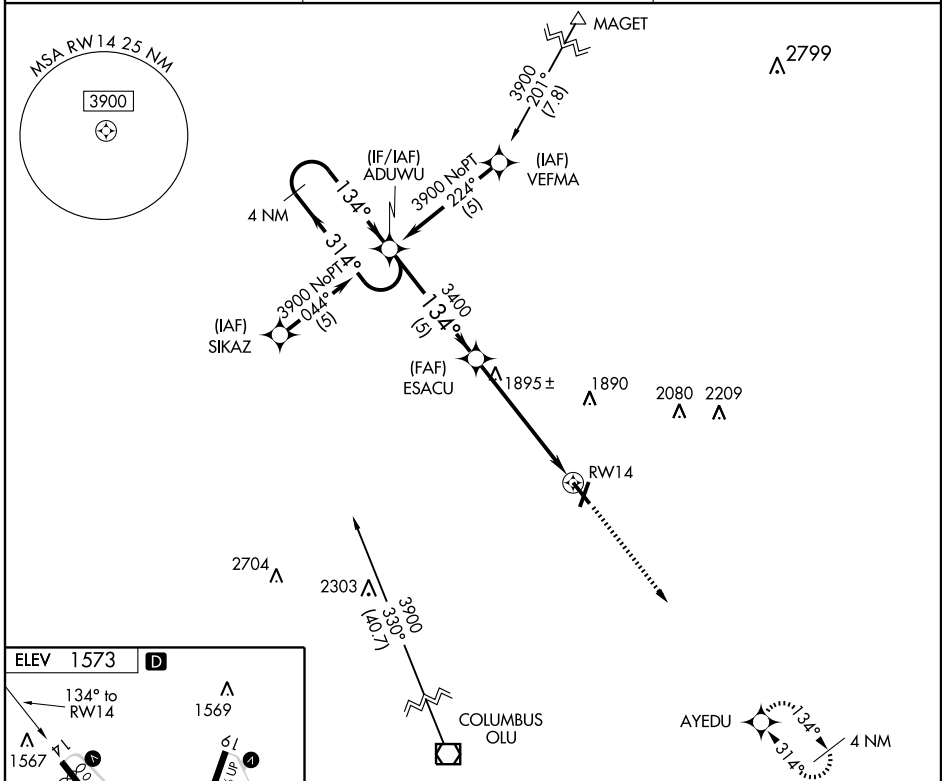 MSA RW14 25 NM
3900
MAGET
2799
3900
201°
(7.8)
(IAF)
VEFMA
(IF/IAF)
ADUWU
3900 NoPT
224°
(5)
4 NM
134°
314°
3900 NoPT
044°
(5)
(IAF)
SIKAZ
3400
134°
(5)
(FAF)
ESACU
1895 ±
1890
2080
2209
RW14
2704
2303
3900
330°
(40.7)
COLUMBUS
OLU
AYEDU
134°
314°
4 NM
ELEV 1573
D
134° to
RW14
1569
1567
14
V
19
V
UP